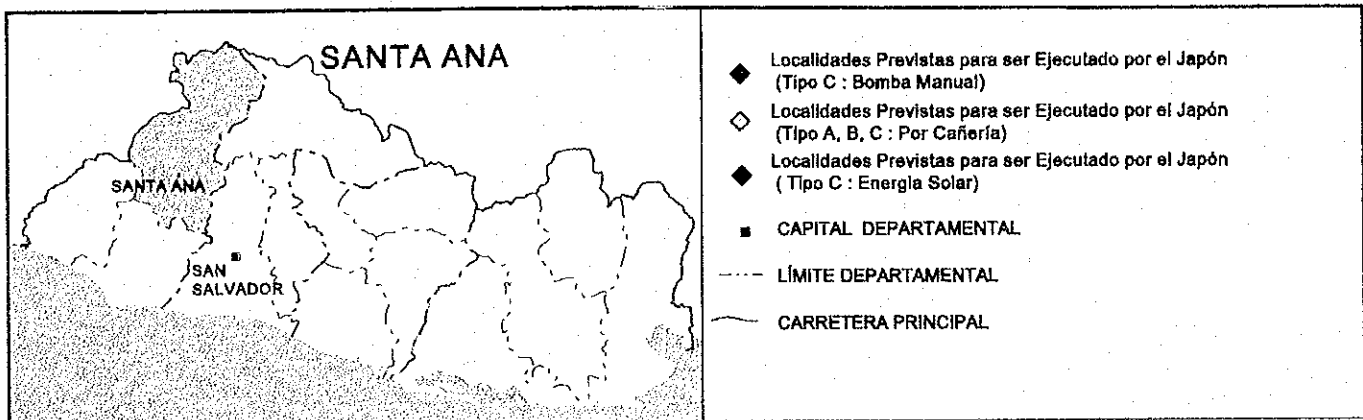 SANTA ANA
SANTA ANA
SAN
SALVADOR
Localidades Previstas para ser Ejecutado por el Japón
(Tipo C : Bomba Manual)
Localidades Previstas para ser Ejecutado por el Japón
(Tipo A, B, C : Por Cañería)
Localidades Previstas para ser Ejecutado por el Japón
( Tipo C : Energía Solar)
CAPITAL DEPARTAMENTAL
LÍMITE DEPARTAMENTAL
CARRETERA PRINCIPAL